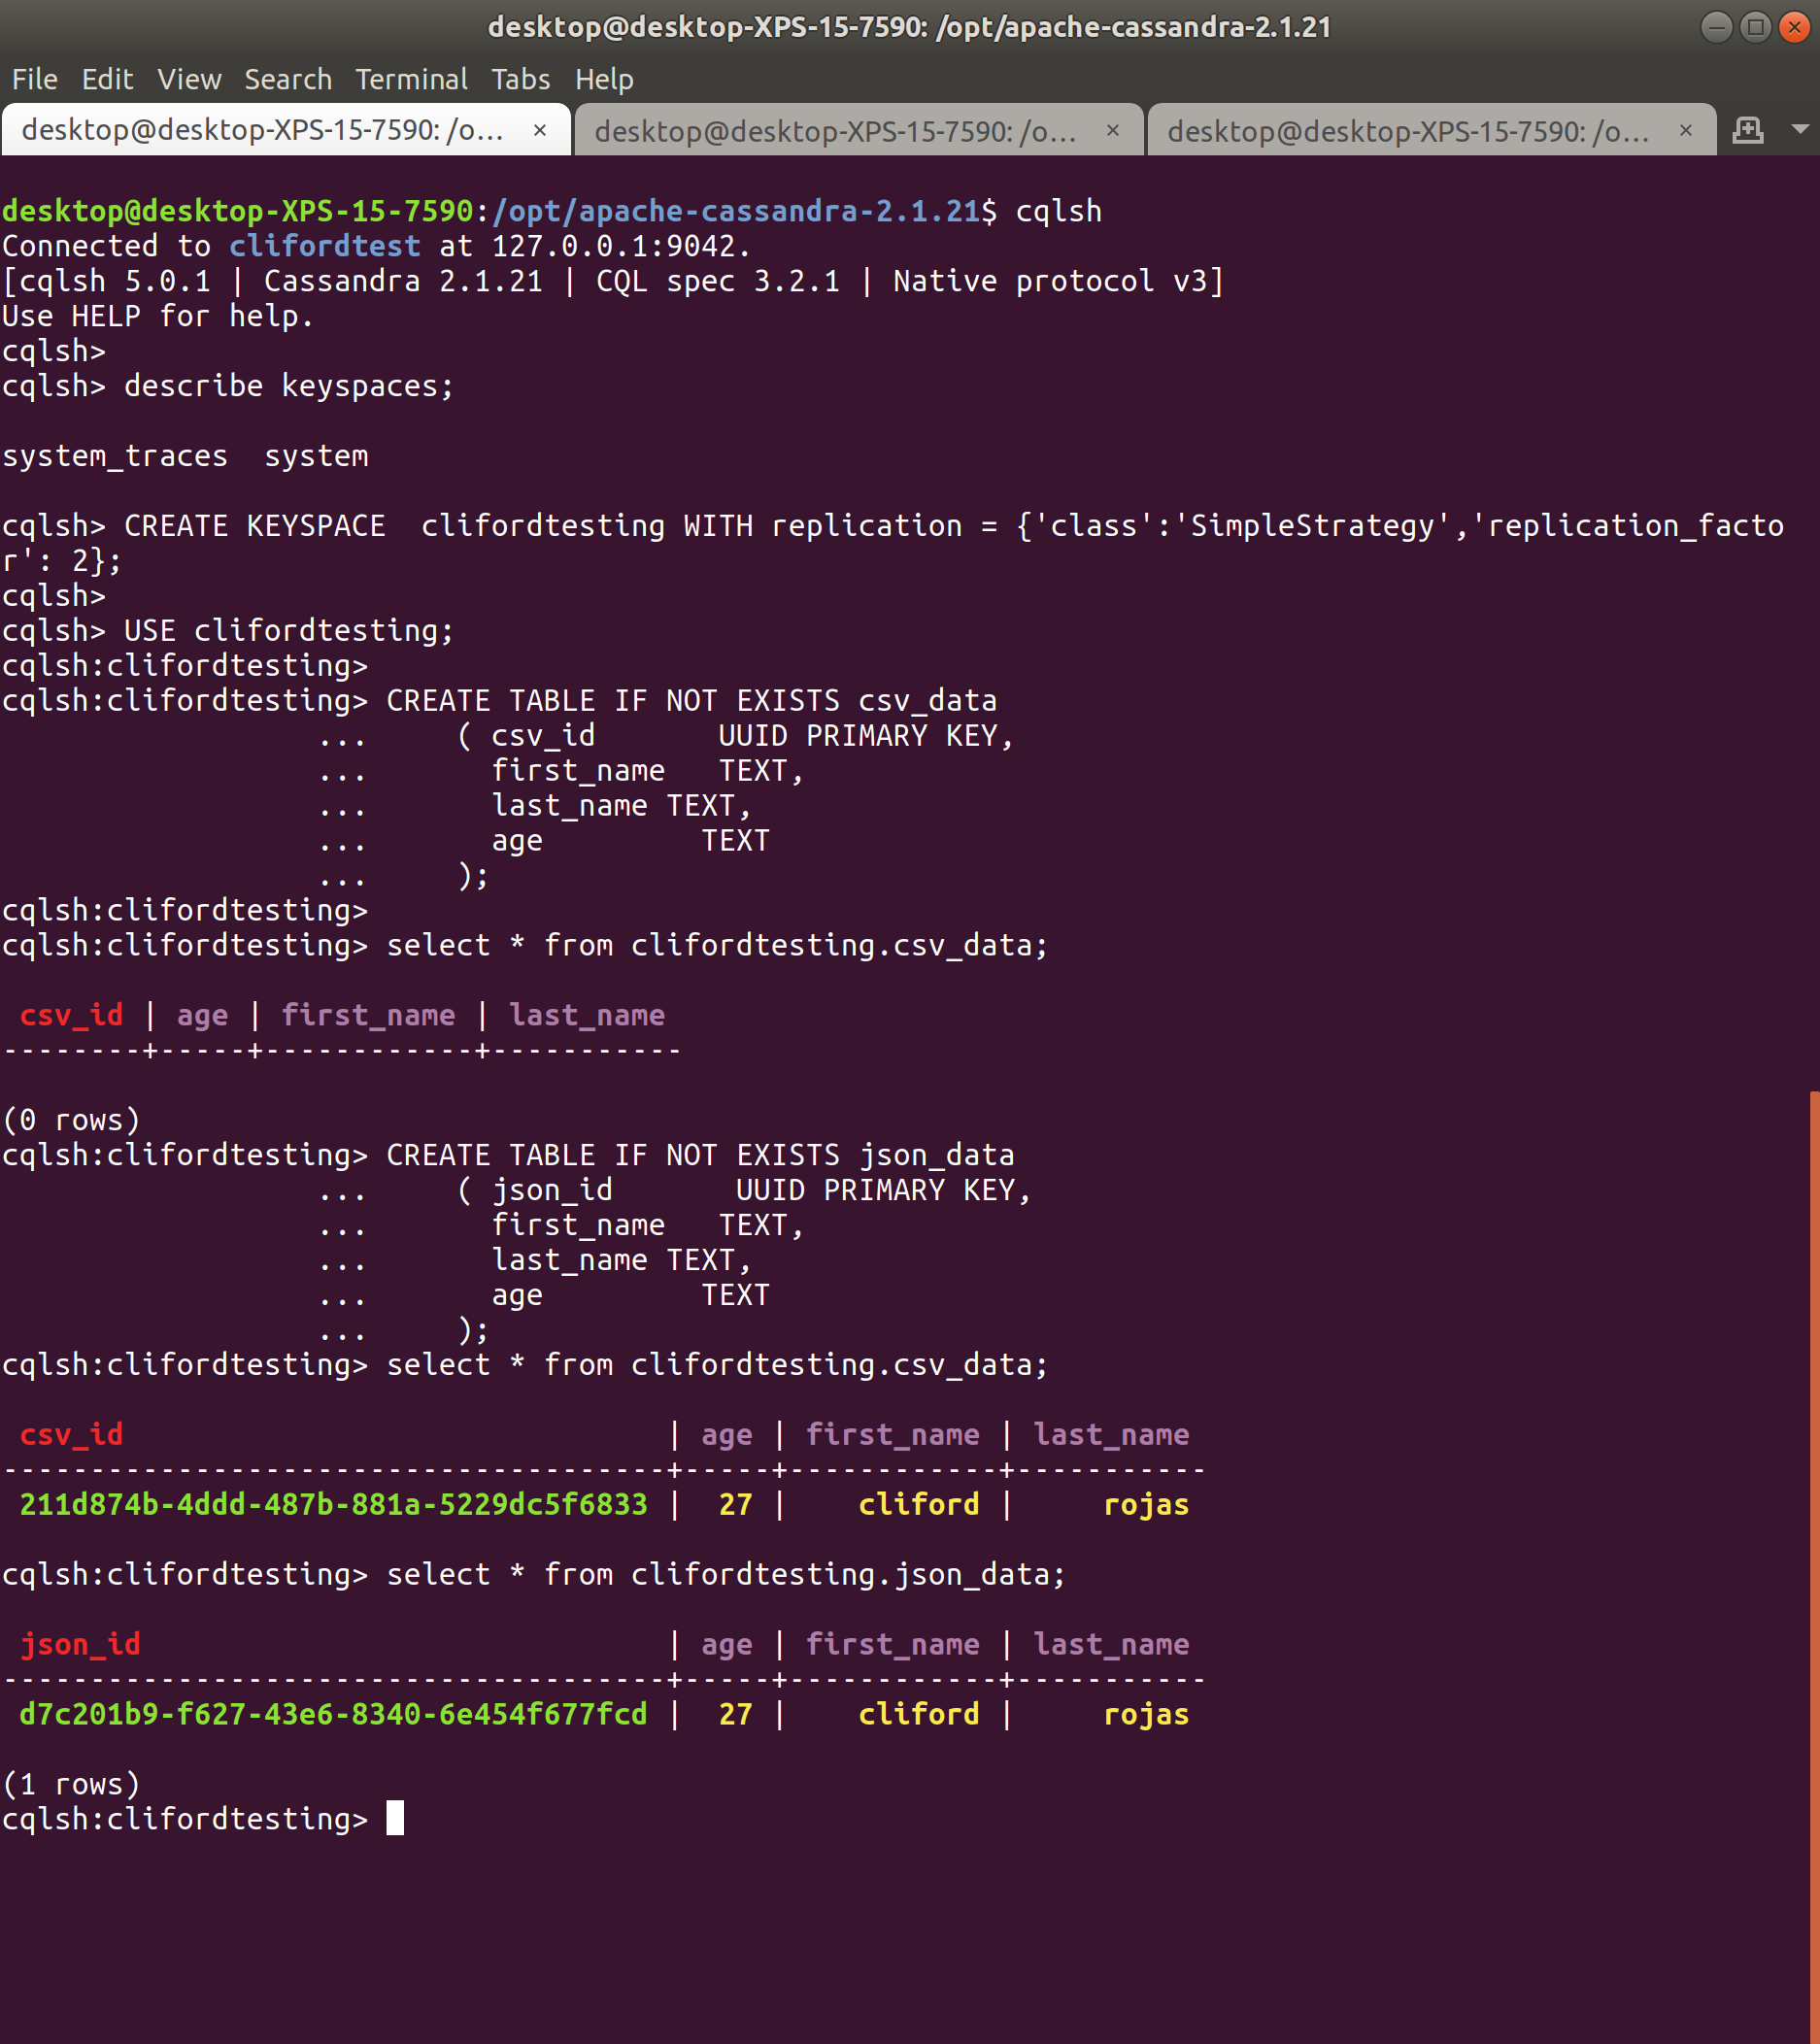 desktop@desktop-XPS-15-7590: /opt/apache-cassandra-2.1.21
File Edit View Search Terminal Tabs Help
desktop@desktop-XPS-15-7590: /o... × desktop@desktop-XPS-15-7590: /o... × desktop@desktop-XPS-15-7590: /o... ×
desktop@desktop-XPS-15-7590:/opt/apache-cassandra-2.1.21$ cqlsh
Connected to clifordtest at 127.0.0.1:9042.
[cqlsh 5.0.1 | Cassandra 2.1.21 | CQL spec 3.2.1 | Native protocol v3]
Use HELP for help.
cqlsh>
cqlsh> describe keyspaces;
system_traces  system
cqlsh> CREATE KEYSPACE  clifordtesting WITH replication = {'class':'SimpleStrategy','replication_facto
r': 2};
cqlsh>
cqlsh> USE clifordtesting;
cqlsh:clifordtesting>
cqlsh:clifordtesting> CREATE TABLE IF NOT EXISTS csv_data
                  ...     ( csv_id       UUID PRIMARY KEY,
                  ...       first_name   TEXT,
                  ...       last_name TEXT,
                  ...       age         TEXT
                  ...     );
cqlsh:clifordtesting>
cqlsh:clifordtesting> select * from clifordtesting.csv_data;
 csv_id | age | first_name | last_name
--------+-----+------------+-----------
(0 rows)
cqlsh:clifordtesting> CREATE TABLE IF NOT EXISTS json_data
                  ...     ( json_id       UUID PRIMARY KEY,
                  ...       first_name   TEXT,
                  ...       last_name TEXT,
                  ...       age         TEXT
                  ...     );
cqlsh:clifordtesting> select * from clifordtesting.csv_data;
 csv_id                               | age | first_name | last_name
--------------------------------------+-----+------------+-----------
 211d874b-4ddd-487b-881a-5229dc5f6833 |  27 |    cliford |     rojas
cqlsh:clifordtesting> select * from clifordtesting.json_data;
 json_id                              | age | first_name | last_name
--------------------------------------+-----+------------+-----------
 d7c201b9-f627-43e6-8340-6e454f677fcd |  27 |    cliford |     rojas
(1 rows)
cqlsh:clifordtesting>